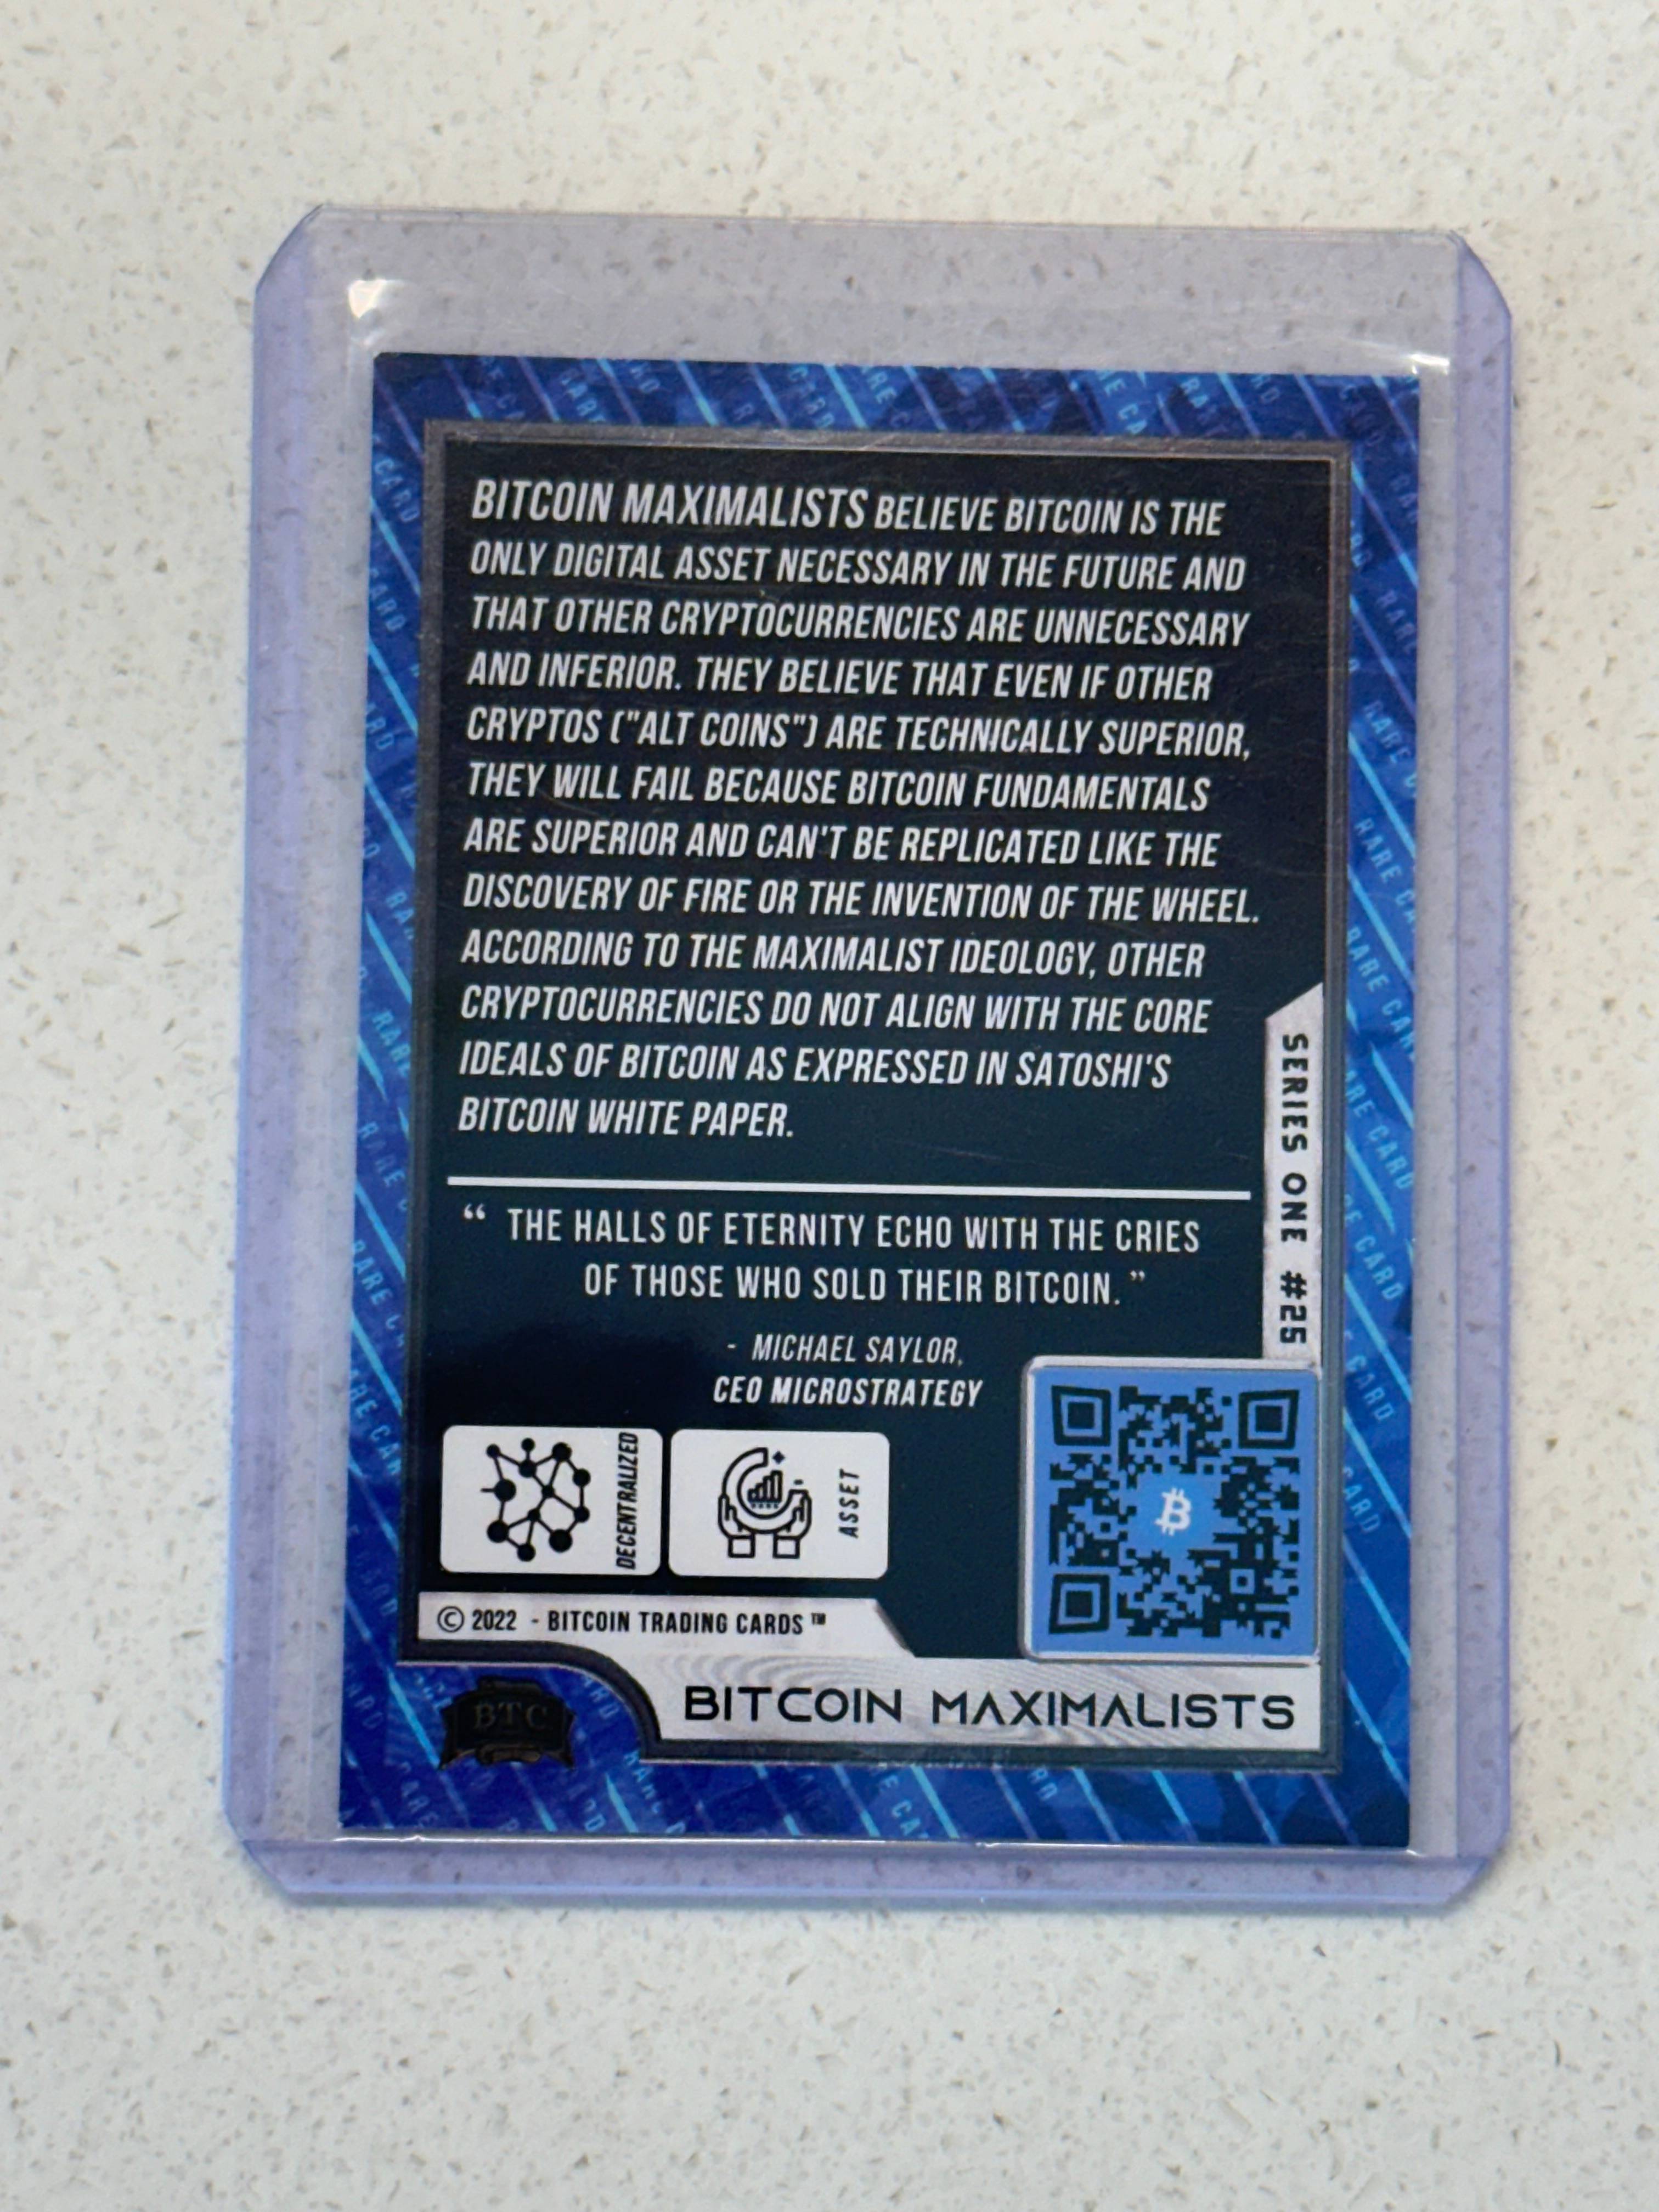 BITCOIN MAXIMALISTS BELIEVE BITCOIN IS THE
ONLY DIGITAL ASSET NECESSARY IN THE FUTURE AND
THAT OTHER CRYPTOCURRENCIES ARE UNNECESSARY
AND INFERIOR. THEY BELIEVE THAT EVEN IF OTHER
CRYPTOS ("ALT COINS") ARE TECHNICALLY SUPERIOR,
THEY WILL FAIL BECAUSE BITCOIN FUNDAMENTALS
ARE SUPERIOR AND CAN'T BE REPLICATED LIKE THE
DISCOVERY OF FIRE OR THE INVENTION OF THE WHEEL.
ACCORDING TO THE MAXIMALIST IDEOLOGY, OTHER
CRYPTOCURRENCIES DO NOT ALIGN WITH THE CORE
IDEALS OF BITCOIN AS EXPRESSED IN SATOSHI'S
BITCOIN WHITE PAPER.
“ THE HALLS OF ETERNITY ECHO WITH THE CRIES
OF THOSE WHO SOLD THEIR BITCOIN. ”
- MICHAEL SAYLOR,
CEO MICROSTRATEGY
SERIES ONE #25
DECENTRALIZED
ASSET
© 2022 - BITCOIN TRADING CARDS ™
BTC
BITCOIN MAXIMALISTS
RARE CARD